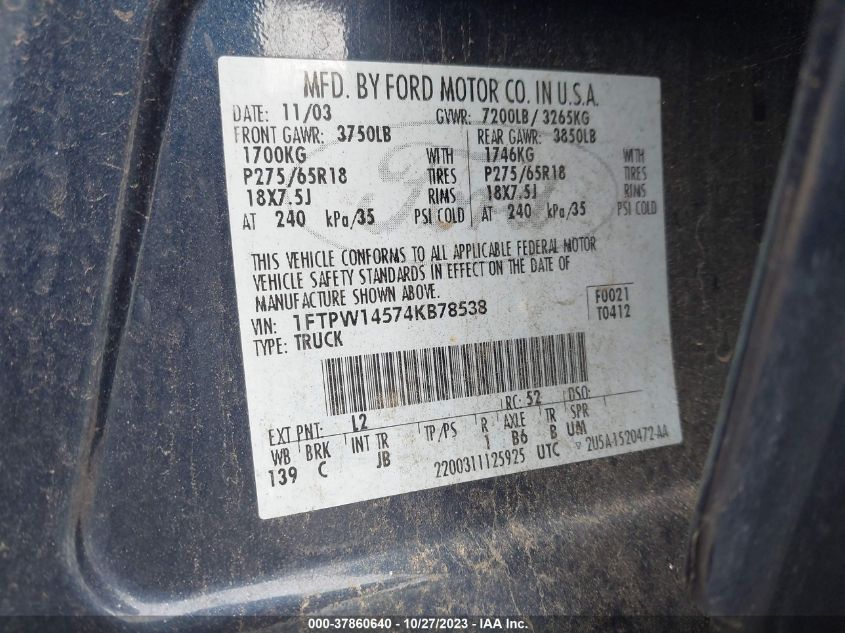 MFD. BY FORD MOTOR CO. IN U.S.A.
DATE: 11/03 GVWR: 7200LB/ 3265KG
FRONT GAWR: 3750LB REAR GAWR: 3850LB
1700KG WITH 1746KG WITH
P275/65R18 TIRES P275/65R18 TIRES
18X7.5J RIMS 18X7.5J RIMS
AT 240 kPa/35 PSI COLD AT 240 kPa/35 PSI COLD
Ford
THIS VEHICLE CONFORMS TO ALL APPLICABLE FEDERAL MOTOR
VEHICLE SAFETY STANDARDS IN EFFECT ON THE DATE OF
MANUFACTURE SHOWN ABOVE.
VIN: 1FTPW14574KB78538 F0021
TYPE: TRUCK T0412
EXT PNT: L2 RC: 52 DSO:
WB BRK INT TR TP/PS R AXLE TR SPR
139 C JB 1 B6 B UM
2200311125925 UTC ▽ 2U5A-1520472-AA
000-37860640 - 10/27/2023 - IAA Inc.